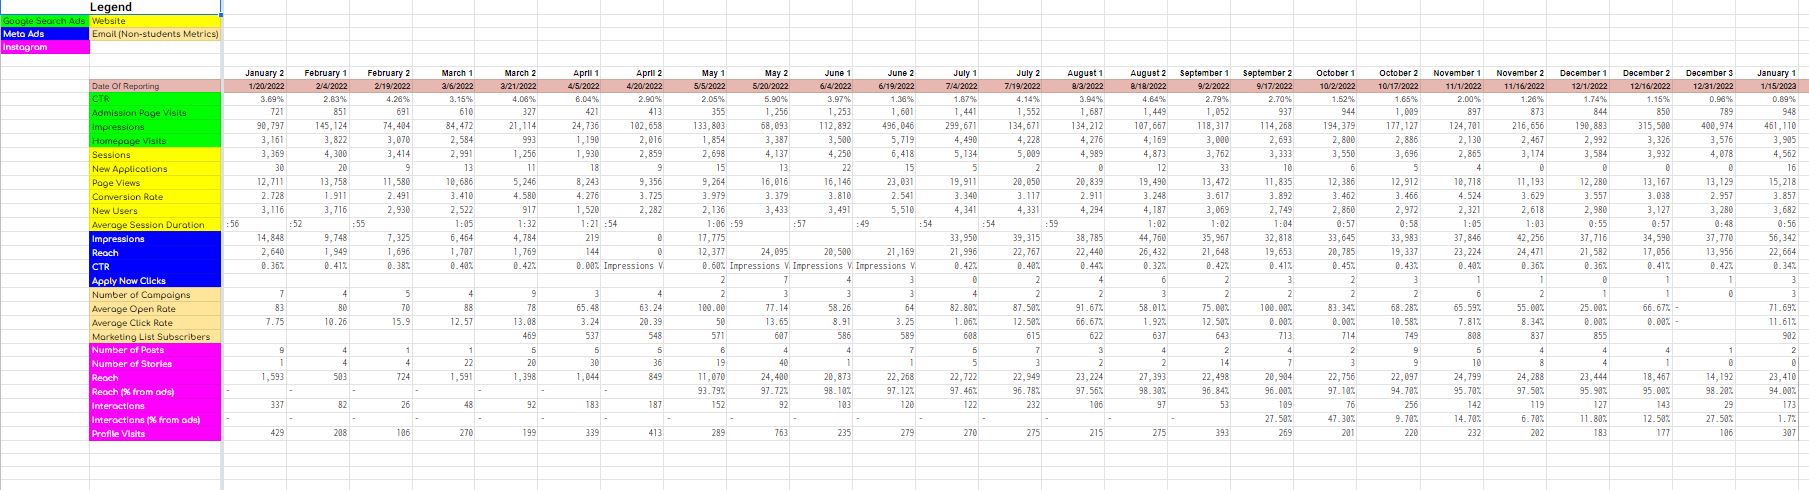 Legend
Google Search Ads Website
Meta Ads Email (Non-students Metrics)
Instagram
January 2 February 1 February 2 March 1 March 2 April 1 April 2 May 1 May 2 June 1 June 2 July 1 July 2 August 1 August 2 September 1 September 2 October 1 October 2 November 1 November 2 December 1 December 2 December 3 January 1
Date Of Reporting 1/20/2022 2/4/2022 2/19/2022 3/6/2022 3/21/2022 4/5/2022 4/20/2022 5/5/2022 5/20/2022 6/4/2022 6/19/2022 7/4/2022 7/19/2022 8/3/2022 8/18/2022 9/2/2022 9/17/2022 10/2/2022 10/17/2022 11/1/2022 11/16/2022 12/1/2022 12/16/2022 12/31/2022 1/15/2023
CTR 3.69% 2.63% 4.26% 3.15% 4.06% 6.04% 2.90% 2.05% 5.90% 3.97% 1.36% 1.87% 4.14% 3.94% 4.64% 2.79% 2.70% 1.52% 1.65% 2.00% 1.26% 1.74% 1.15% 0.96% 0.89%
Admission Page Visits 721 851 691 610 327 421 413 355 1,256 1,253 1,601 1,441 1,552 1,687 1,449 1,052 937 944 1,009 897 873 844 850 789 948
Impressions 90,797 145,124 74,404 84,472 21,114 24,736 102,658 133,803 68,093 112,892 496,046 299,671 134,671 134,212 107,667 118,317 114,268 194,379 177,127 124,701 216,656 190,883 315,500 400,974 461,110
Homepage Visits 3,161 3,822 3,070 2,584 993 1,190 2,016 1,854 3,387 3,500 5,719 4,490 4,228 4,276 4,169 3,000 2,693 2,800 2,886 2,130 2,467 2,992 3,326 3,576 3,905
Sessions 3,369 4,300 3,414 2,991 1,256 1,930 2,859 2,698 4,137 4,250 6,418 5,134 5,009 4,989 4,873 3,762 3,333 3,550 3,696 2,865 3,174 3,584 3,932 4,078 4,562
New Applications 30 20 9 13 11 18 9 15 13 22 15 5 2 0 12 33 10 6 5 4 0 0 0 0 16
Page Views 12,711 13,758 11,580 10,686 5,246 8,243 9,356 9,264 16,016 16,146 23,031 19,911 20,050 20,839 19,490 13,472 11,835 12,386 12,912 10,718 11,193 12,280 13,167 13,129 15,218
Conversion Rate 2.728 1.911 2.491 3.410 4.580 4.276 3.725 3.979 3.379 3.810 2.541 3.340 3.117 2.911 3.248 3.617 3.892 3.462 3.466 4.524 3.629 3.557 3.038 2.957 3.857
New Users 3,116 3,716 2,930 2,522 917 1,520 2,282 2,136 3,433 3,491 5,510 4,341 4,331 4,294 4,187 3,069 2,749 2,860 2,972 2,321 2,618 2,980 3,127 3,280 3,682
Average Session Duration :56 :52 :55 1:05 1:32 1:21 :54 1:06 :59 :57 :49 :54 :54 :59 1:02 1:02 1:04 0:57 0:58 1:05 1:03 0:55 0:57 0:48 0:56
Impressions 14,848 9,748 7,325 6,464 4,784 219 0 17,775 33,950 39,315 38,785 44,760 35,967 32,818 33,645 33,983 37,846 42,256 37,716 34,590 37,770 56,342
Reach 2,640 1,949 1,696 1,707 1,769 144 0 12,377 24,095 20,500 21,169 21,996 22,767 22,440 26,432 21,648 19,653 20,785 19,337 23,224 24,471 21,582 17,056 13,956 22,664
CTR 0.36% 0.41% 0.38% 0.40% 0.42% 0.00% Impressions V 0.60% Impressions V Impressions V Impressions V 0.42% 0.40% 0.44% 0.32% 0.42% 0.41% 0.45% 0.43% 0.40% 0.36% 0.36% 0.41% 0.42% 0.34%
Apply Now Clicks 2 7 4 3 0 2 4 6 2 3 2 3 1 1 0 1 1 3
Number of Campaigns 7 4 5 4 9 3 4 2 2 3 3 4 2 2 3 2 2 2 2 6 2 1 1 0 3
Average Open Rate 83 80 70 88 78 65.48 63.24 100.00 77.14 58.26 64 82.80% 87.50% 91.67% 58.01% 75.00% 100.00% 83.34% 68.28% 65.59% 55.00% 25.00% 66.67% - 71.69%
Average Click Rate 7.75 10.26 15.9 12.57 13.08 3.24 20.39 50 13.65 8.91 3.25 1.06% 12.50% 66.67% 1.92% 12.50% 0.00% 0.00% 10.58% 7.81% 8.34% 0.00% 0.00% - 11.61%
Marketing List Subscribers 469 537 548 571 607 586 589 608 615 622 637 643 713 714 749 808 837 855 902
Number of Posts 9 4 1 1 5 5 5 6 4 4 7 5 7 3 4 2 4 2 9 5 4 4 4 1 2
Number of Stories 1 4 4 22 20 30 36 19 40 1 5 3 2 14 7 9 10 8 4 1 0
Reach 1,593 503 724 1,591 1,398 1,044 849 11,070 24,400 20,873 22,268 22,722 22,949 23,224 27,393 22,498 20,904 22,756 22,097 24,799 24,288 23,444 18,467 14,192 23,410
Reach (% from ads) - - - - - - - 93.79% 97.72% 98.10% 97.12% 97.46% 96.78% 97.56% 98.30% 96.84% 96.00% 97.10% 94.70% 95.70% 97.50% 95.90% 95.00% 98.20% 94.00%
Interactions 337 82 26 48 92 183 187 152 92 103 120 122 232 106 97 53 109 76 256 142 119 127 143 29 173
Interactions (% from ads) - - - - - - - - - - - - - - - - 27.50% 47.30% 9.70% 14.70% 6.70% 11.80% 12.50% 27.50% 1.7%
Profile Visits 429 208 106 270 199 339 413 289 763 235 279 270 275 215 275 393 269 201 220 232 202 183 177 106 307